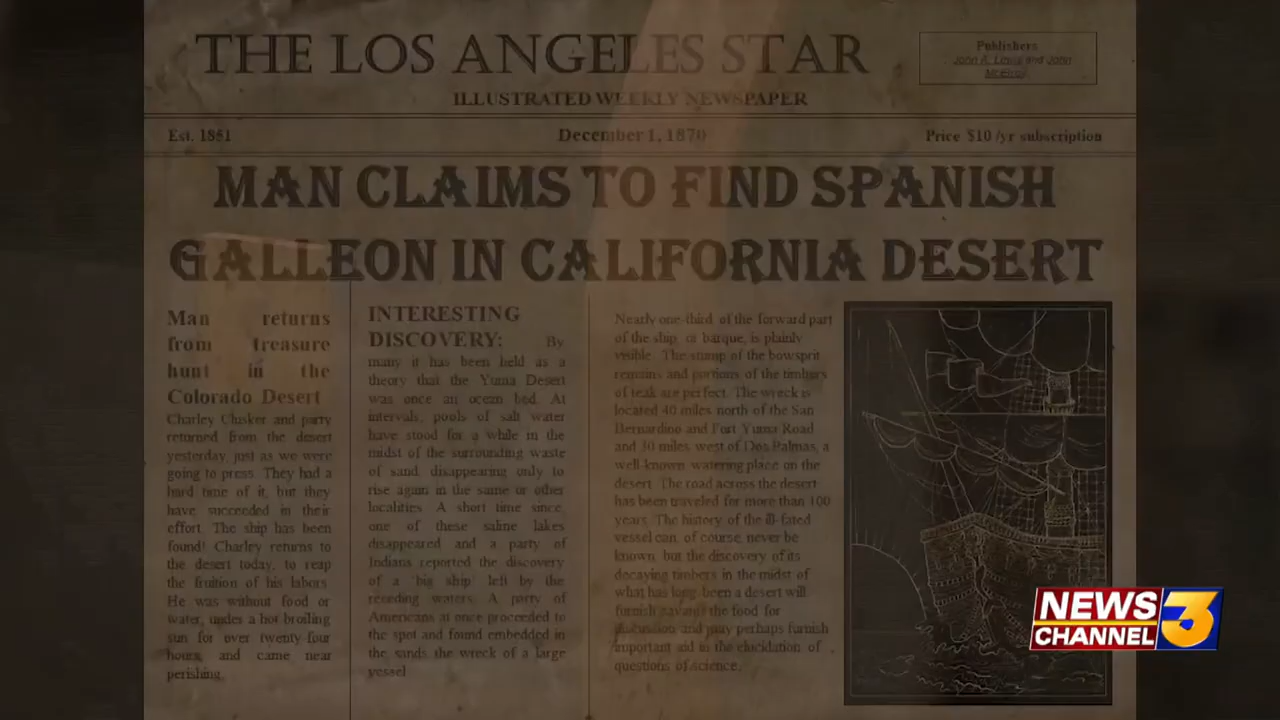 THE LOS ANGELES STAR
Publishers
John A. Lewis and John
McElroy
ILLUSTRATED WEEKLY NEWSPAPER
Est. 1851
December 1, 1870
Price $10 /yr subscription
MAN CLAIMS TO FIND SPANISH
GALLEON IN CALIFORNIA DESERT
Man returns
from treasure
hunt in the
Colorado Desert
Charley Clusker and party
returned from the desert
yesterday, just as we were
going to press. They had a
hard time of it, but they
have succeeded in their
effort. The ship has been
found! Charley returns to
the desert today, to reap
the fruition of his labors.
He was without food or
water, under a hot broiling
sun for over twenty-four
hours, and came near
perishing.
INTERESTING
DISCOVERY: By
many it has been held as a
theory that the Yuma Desert
was once an ocean bed. At
intervals, pools of salt water
have stood for a while in the
midst of the surrounding waste
of sand, disappearing only to
rise again in the same or other
localities. A short time since,
one of these saline lakes
disappeared and a party of
Indians reported the discovery
of a 'big ship' left by the
receding waters. A party of
Americans at once proceeded to
the spot and found embedded in
the sands the wreck of a large
vessel.
Nearly one-third of the forward part
of the ship, or barque, is plainly
visible. The stump of the bowsprit
remains and portions of the timbers
of teak are perfect. The wreck is
located 40 miles north of the San
Bernardino and Fort Yuma Road
and 30 miles west of Dos Palmas, a
well-known watering place on the
desert. The road across the desert
has been traveled for more than 100
years. The history of the ill-fated
vessel can, of course, never be
known, but the discovery of its
decaying timbers in the midst of
what has long been a desert will
furnish savans the food for
discussion and may perhaps furnish
important aid in the elucidation of
questions of science.
NEWS
CHANNEL 3